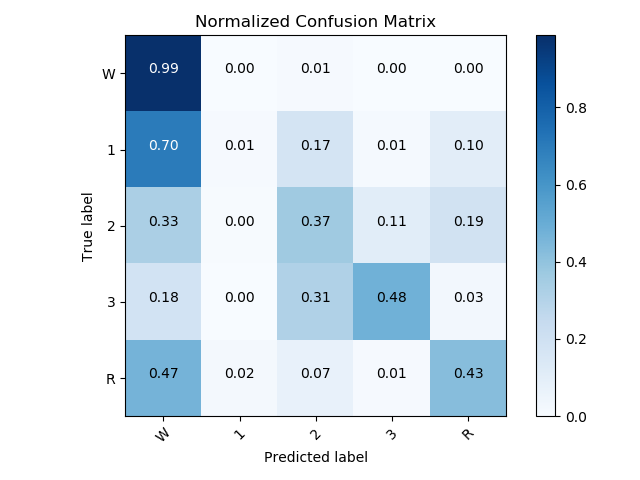 Normalized Confusion Matrix
W 0.99 0.00 0.01 0.00 0.00
1 0.70 0.01 0.17 0.01 0.10
2 0.33 0.00 0.37 0.11 0.19
3 0.18 0.00 0.31 0.48 0.03
R 0.47 0.02 0.07 0.01 0.43
True label
W 1 2 3 R
Predicted label
0.8
0.6
0.4
0.2
0.0